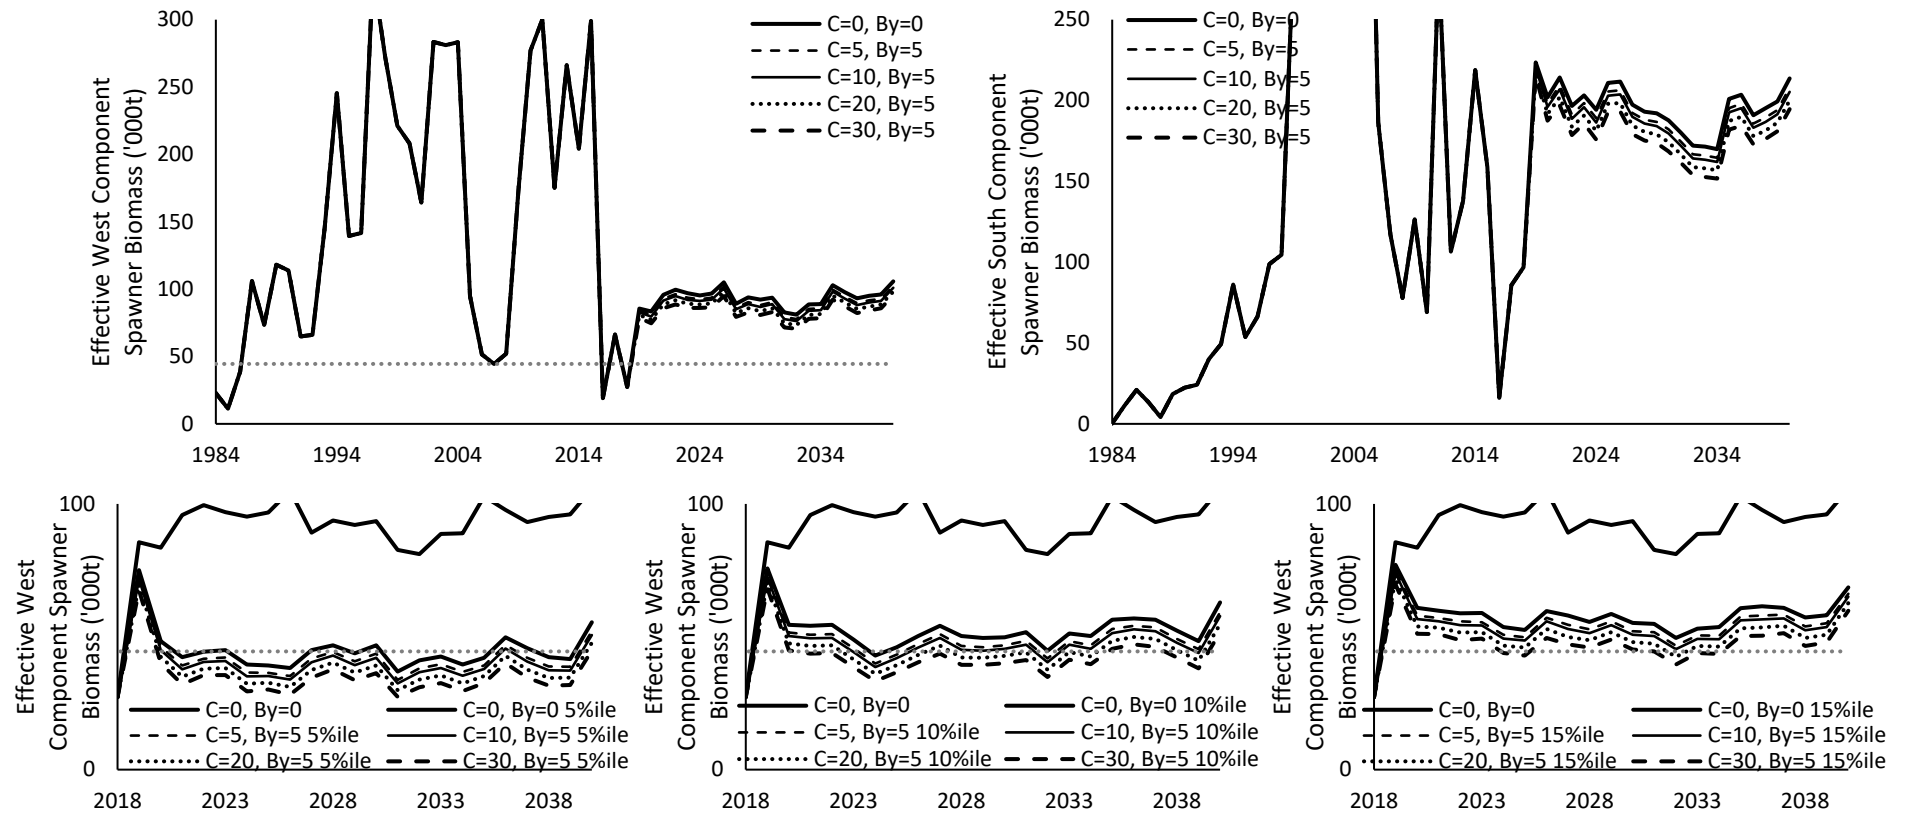 Effective West Component
Spawner Biomass ('000t)
300
250
200
150
100
50
0
1984
1994
2004
2014
2024
2034
C=0, By=0
C=5, By=5
C=10, By=5
C=20, By=5
C=30, By=5
Effective South Component
Spawner Biomass ('000t)
250
200
150
100
50
0
1984
1994
2004
2014
2024
2034
C=0, By=0
C=5, By=5
C=10, By=5
C=20, By=5
C=30, By=5
Effective West
Component Spawner
Biomass ('000t)
100
0
2018
2023
2028
2033
2038
C=0, By=0
C=0, By=0 5%ile
C=5, By=5 5%ile
C=10, By=5 5%ile
C=20, By=5 5%ile
C=30, By=5 5%ile
Effective West
Component Spawner
Biomass ('000t)
100
0
2018
2023
2028
2033
2038
C=0, By=0
C=0, By=0 10%ile
C=5, By=5 10%ile
C=10, By=5 10%ile
C=20, By=5 10%ile
C=30, By=5 10%ile
Effective West
Component Spawner
Biomass ('000t)
100
0
2018
2023
2028
2033
2038
C=0, By=0
C=0, By=0 15%ile
C=5, By=5 15%ile
C=10, By=5 15%ile
C=20, By=5 15%ile
C=30, By=5 15%ile